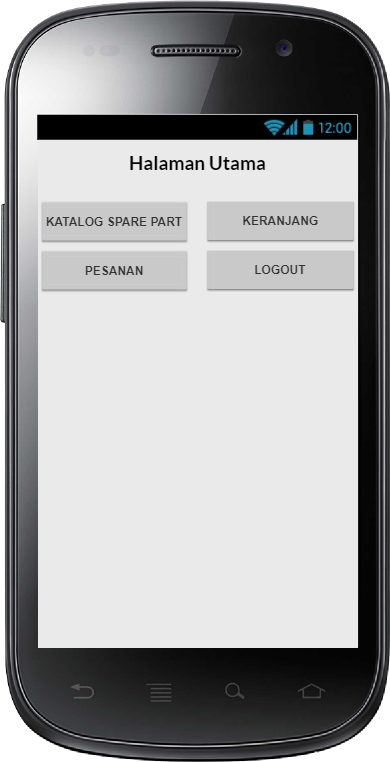 12:00
Halaman Utama
KATALOG SPARE PART
KERANJANG
PESANAN
LOGOUT